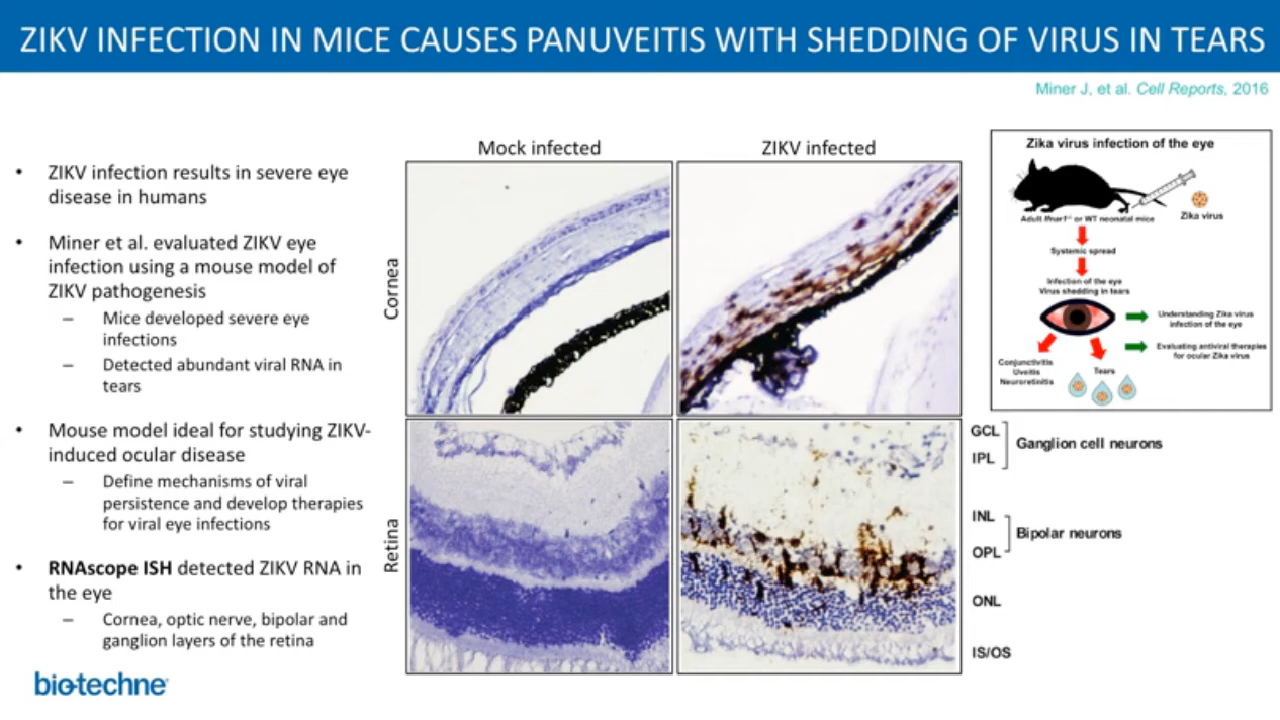 ZIKV INFECTION IN MICE CAUSES PANUVEITIS WITH SHEDDING OF VIRUS IN TEARS
Miner J, et al. Cell Reports, 2016
• ZIKV infection results in severe eye
disease in humans
• Miner et al. evaluated ZIKV eye
infection using a mouse model of
ZIKV pathogenesis
– Mice developed severe eye
infections
– Detected abundant viral RNA in
tears
• Mouse model ideal for studying ZIKV-
induced ocular disease
– Define mechanisms of viral
persistence and develop therapies
for viral eye infections
• RNAscope ISH detected ZIKV RNA in
the eye
– Cornea, optic nerve, bipolar and
ganglion layers of the retina
bio-techne
Mock infected
ZIKV infected
Cornea
Retina
Zika virus infection of the eye
Zika virus
Adult Ifnar1-/- or WT neonatal mice
Systemic spread
Infection of the eye
Virus shedding in tears
Understanding Zika virus
infection of the eye
Evaluating antiviral therapies
for ocular Zika virus
Conjunctivitis
Uveitis
Neuroretinitis
Tears
GCL
IPL
Ganglion cell neurons
INL
OPL
Bipolar neurons
ONL
IS/OS